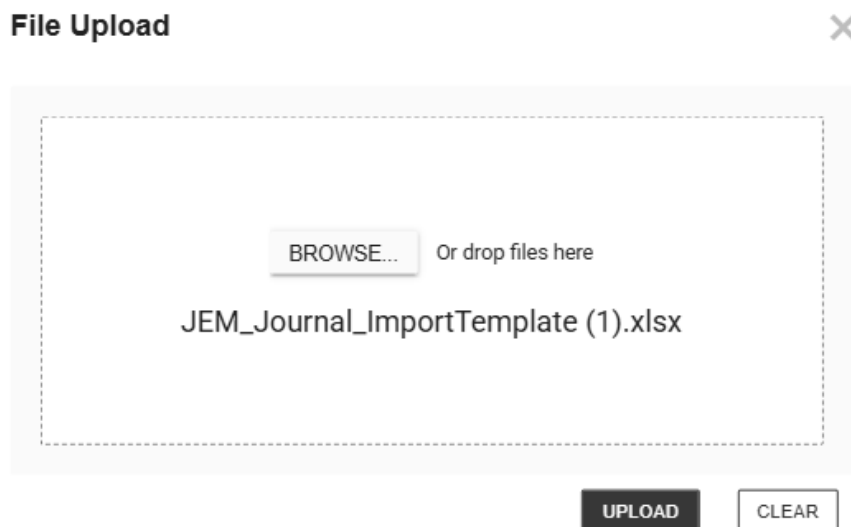 File Upload
BROWSE... Or drop files here
JEM_Journal_ImportTemplate (1).xlsx
UPLOAD CLEAR